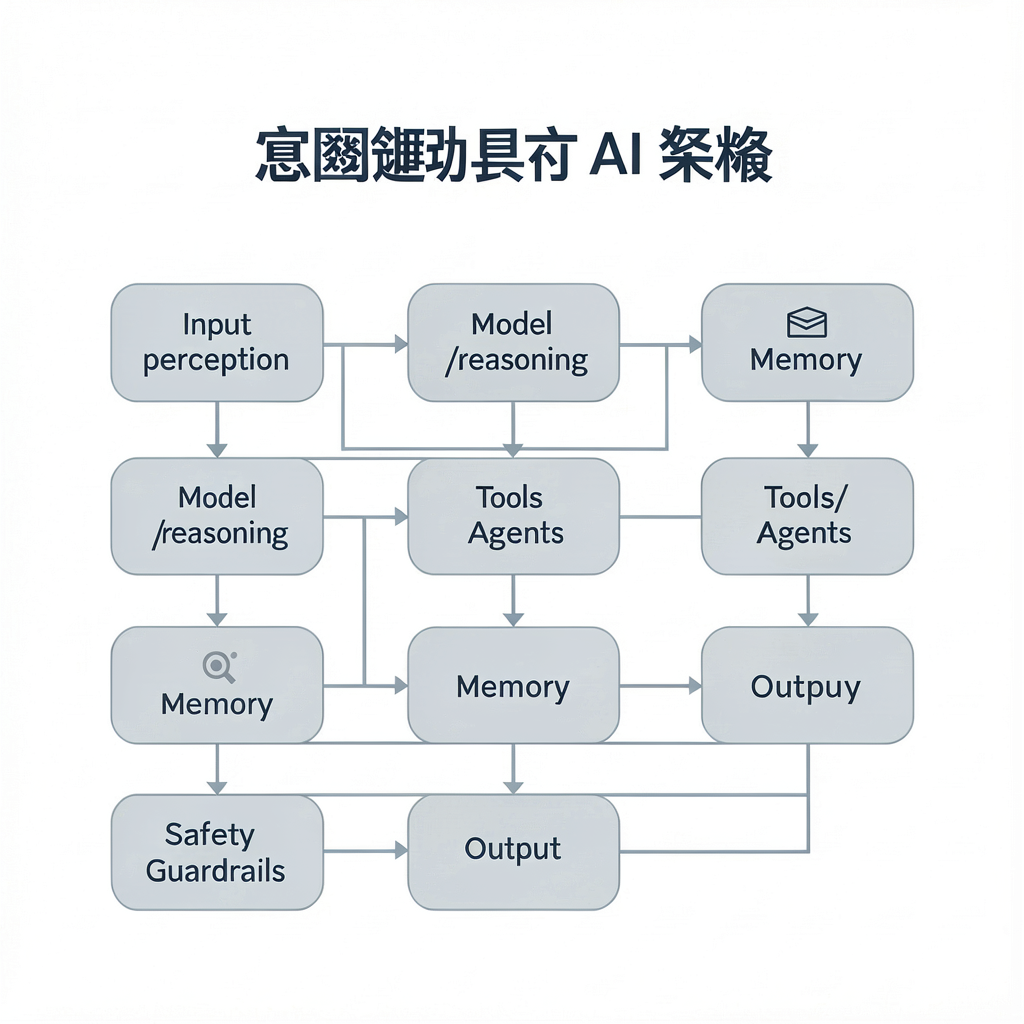 AI
Input
perception
Model
/reasoning
Memory
Model
/reasoning
Tools
Agents
Tools/
Agents
Memory
Memory
Outpuy
Safety
Guardrails
Output